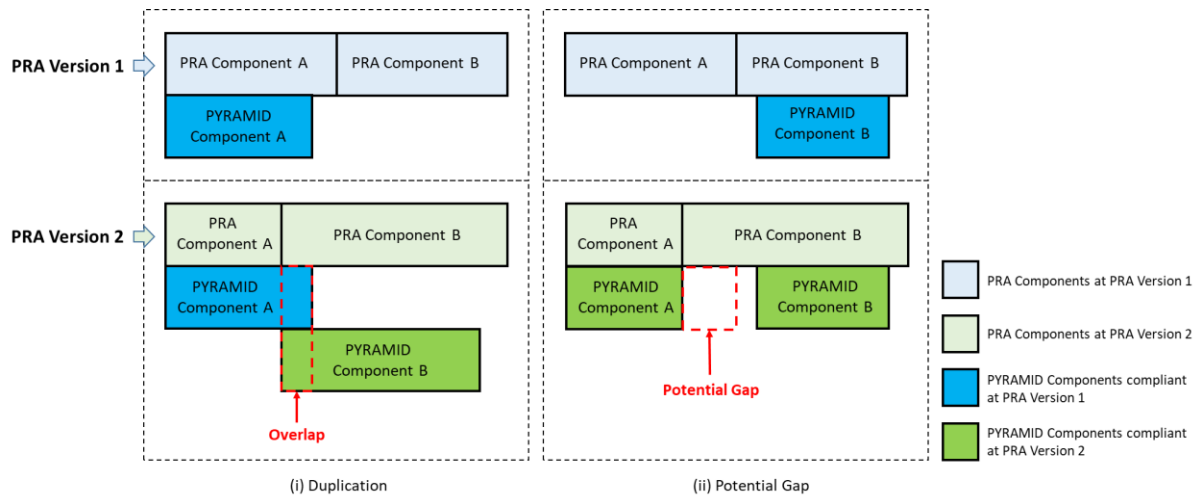 PRA Version 1
PRA Component A
PRA Component B
PYRAMID
Component A
PRA Component A
PRA Component B
PYRAMID
Component B
PRA Version 2
PRA
Component A
PRA Component B
PYRAMID
Component A
PYRAMID
Component B
Overlap
PRA
Component A
PRA Component B
PYRAMID
Component A
PYRAMID
Component B
Potential Gap
PRA Components at PRA Version 1
PRA Components at PRA Version 2
PYRAMID Components compliant
at PRA Version 1
PYRAMID Components compliant
at PRA Version 2
(i) Duplication
(ii) Potential Gap